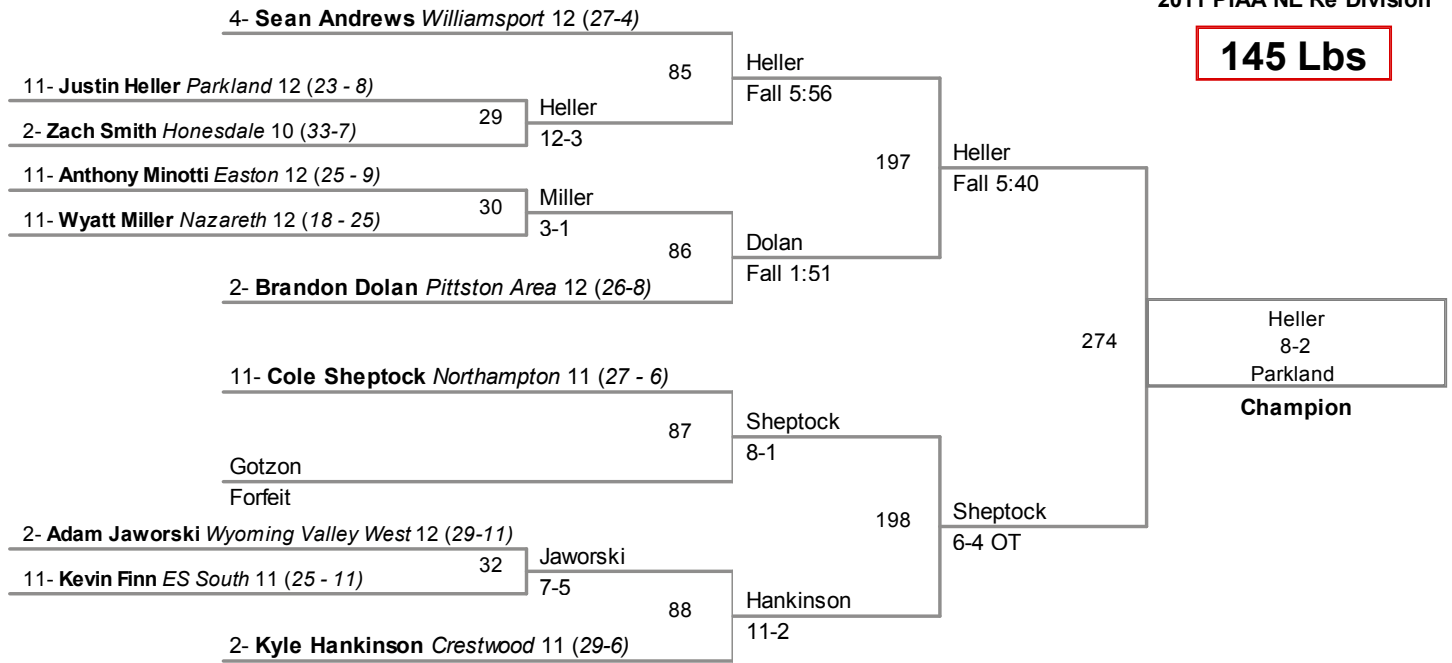 2011 PIAA NE Re Division
145 Lbs
4- Sean Andrews Williamsport 12 (27-4)
85
Heller
Fall 5:56
11- Justin Heller Parkland 12 (23 - 8)
29
Heller
12-3
2- Zach Smith Honesdale 10 (33-7)
197
Heller
Fall 5:40
11- Anthony Minotti Easton 12 (25 - 9)
30
Miller
3-1
11- Wyatt Miller Nazareth 12 (18 - 25)
86
Dolan
Fall 1:51
2- Brandon Dolan Pittston Area 12 (26-8)
274
Heller
8-2
Parkland
Champion
11- Cole Sheptock Northampton 11 (27 - 6)
87
Sheptock
8-1
Gotzon
Forfeit
198
Sheptock
6-4 OT
2- Adam Jaworski Wyoming Valley West 12 (29-11)
32
Jaworski
7-5
11- Kevin Finn ES South 11 (25 - 11)
88
Hankinson
11-2
2- Kyle Hankinson Crestwood 11 (29-6)